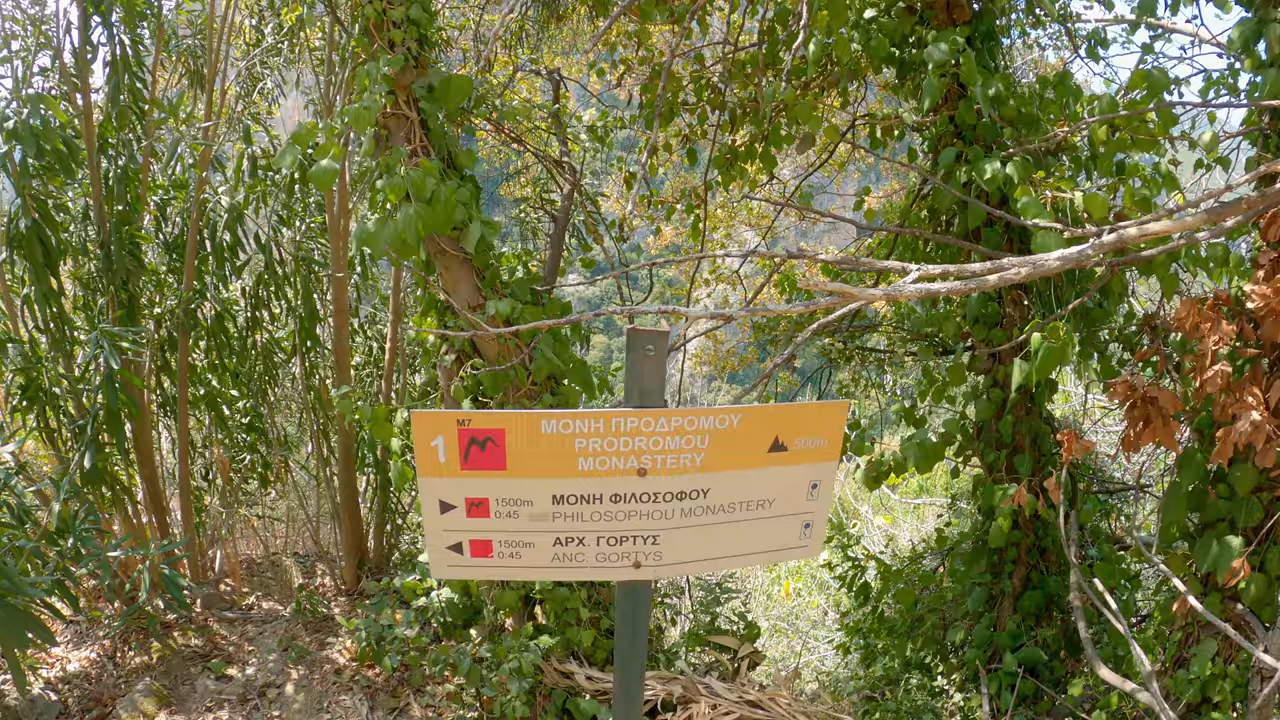 M7
1
ΜΟΝΗ ΠΡΟΔΡΟΜΟΥ
PRODROMOU
MONASTERY
500m
1500m
0:45
ΜΟΝΗ ΦΙΛΟΣΟΦΟΥ
PHILOSOPHOU MONASTERY
1500m
0:45
ΑΡΧ. ΓΟΡΤΥΣ
ANC. GORTYS